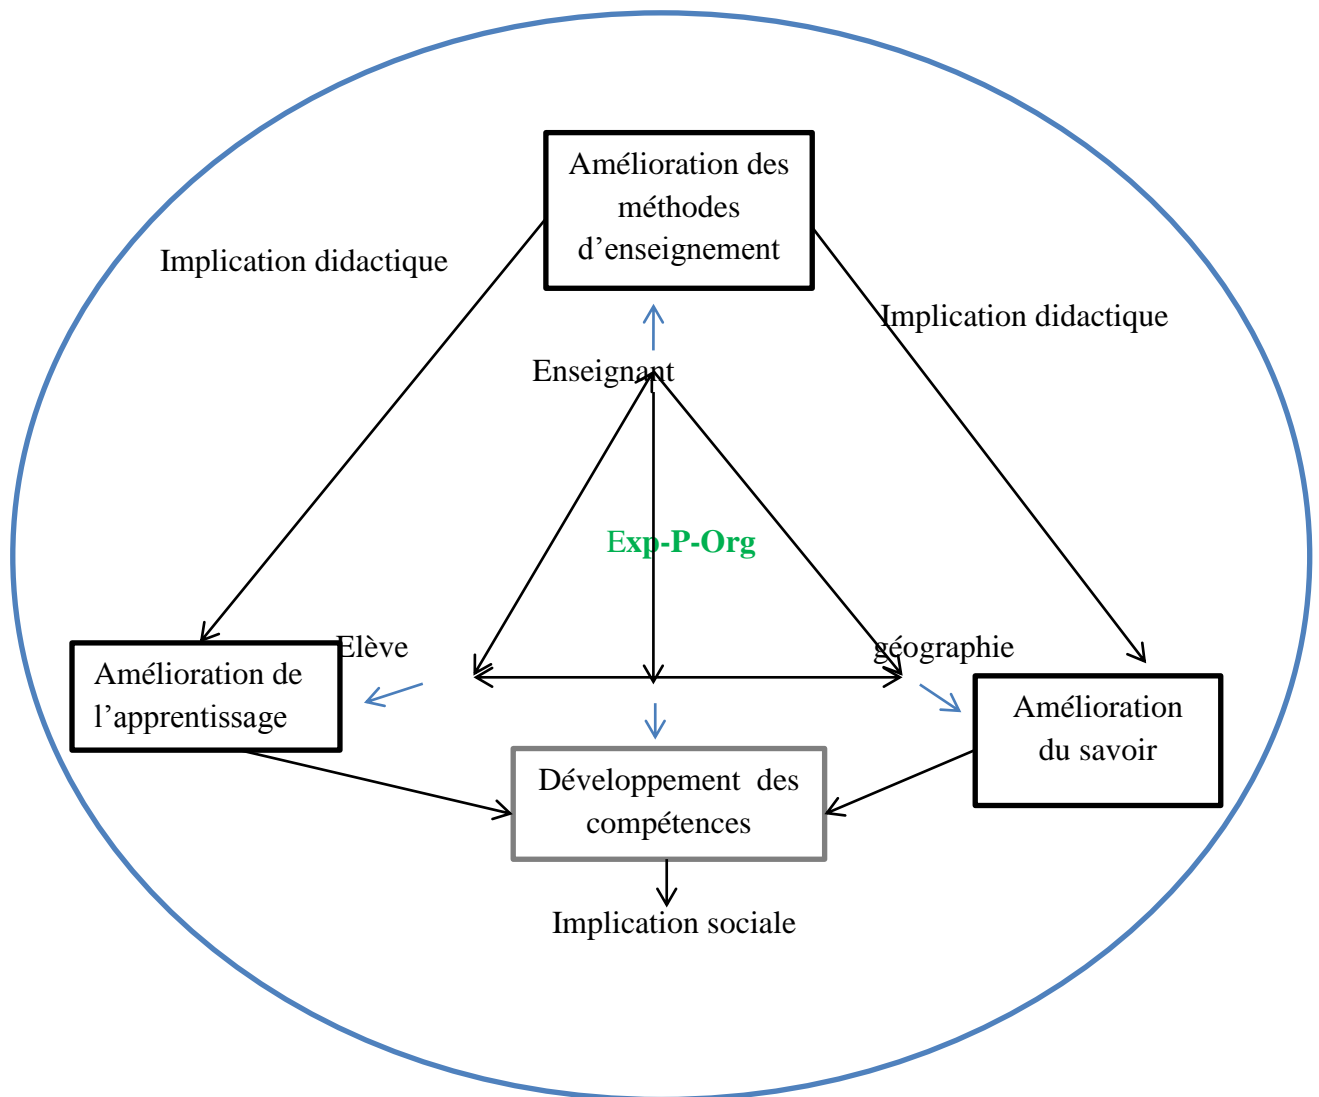 Amélioration des
méthodes
d’enseignement
Implication didactique
Implication didactique
Enseignant
Exp-P-Org
Elève
géographie
Amélioration de
l’apprentissage
Amélioration
du savoir
Développement des
compétences
Implication sociale